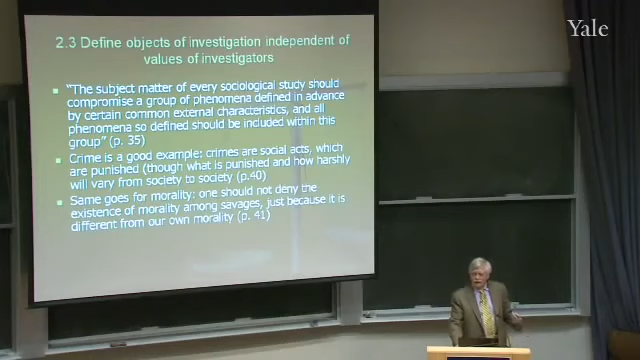 Yale
2.3 Define objects of investigation independent of
values of investigators
"The subject matter of every sociological study should
compromise a group of phenomena defined in advance
by certain common external characteristics, and all
phenomena so defined should be included within this
group" (p. 35)
Crime is a good example: crimes are social acts, which
are punished (though what is punished and how harshly
will vary from society to society (p.40)
Same goes for morality: one should not deny the
existence of morality among savages, just because it is
different from our own morality (p. 41)